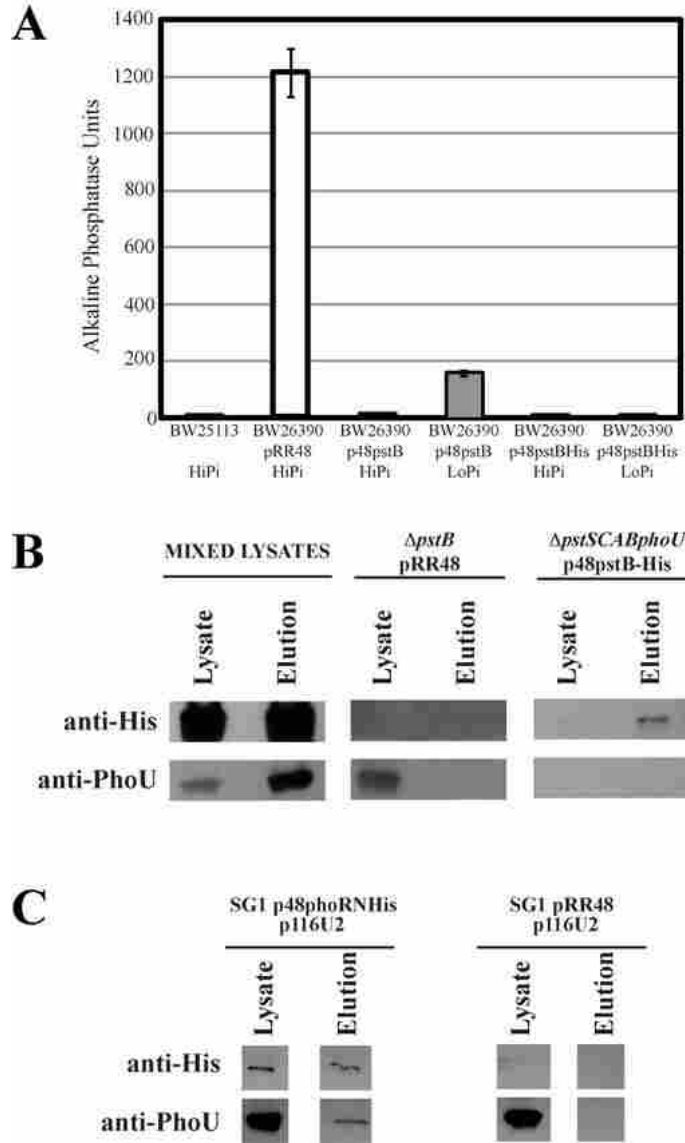 A
1400
1200
1000
800
600
400
200
0
Alkaline Phosphatase Units
BW25113 BW26390 BW26390 BW26390 BW26390 BW26390
pRR48 p48pstB p48pstB p48pstBHis p48pstBHis
HiPi HiPi HiPi LoPi HiPi LoPi
B
MIXED LYSATES
ΔpstB
pRR48
ΔpstSCABphoU
p48pstB-His
Lysate Elution Lysate Elution Lysate Elution
anti-His
anti-PhoU
C
SG1 p48phoRNHis
p116U2
SG1 pRR48
p116U2
Lysate Elution Lysate Elution
anti-His
anti-PhoU